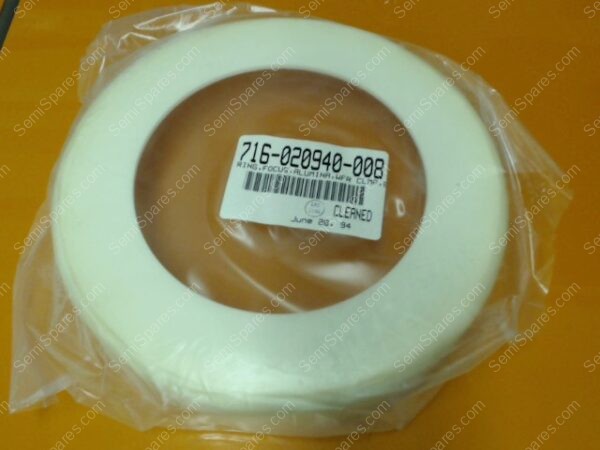 716-020940-008
RING,FOCUS,ALUMINA,WFR CLMP,
CLEANED
June 28, 94
SemiSpares.com